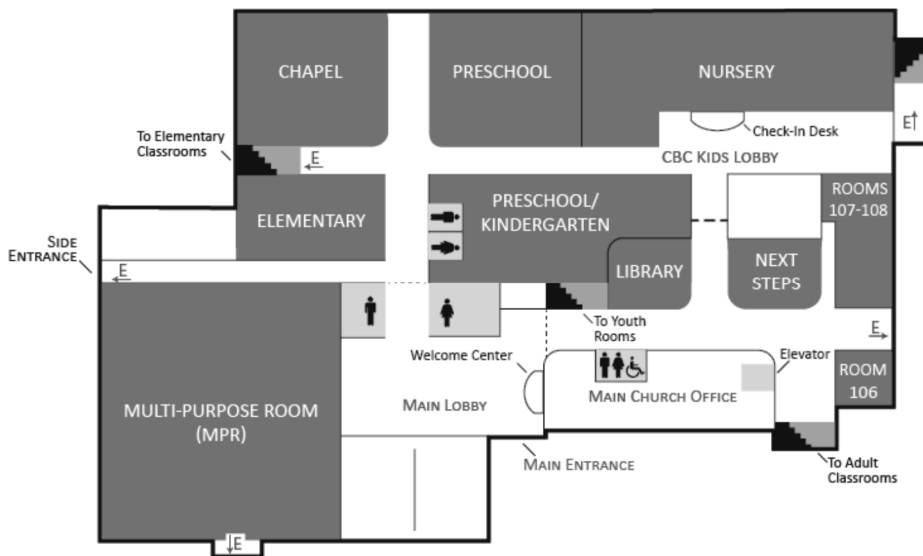 CHAPEL
PRESCHOOL
NURSERY
E
Check-In Desk
To Elementary
Classrooms
E
CBC KIDS LOBBY
ROOMS
107-108
PRESCHOOL/
KINDERGARTEN
ELEMENTARY
SIDE
ENTRANCE
E
LIBRARY
NEXT
STEPS
To Youth
Rooms
E
Welcome Center
Elevator
ROOM
106
MAIN CHURCH OFFICE
MAIN LOBBY
MULTI-PURPOSE ROOM
(MPR)
MAIN ENTRANCE
To Adult
Classrooms
E